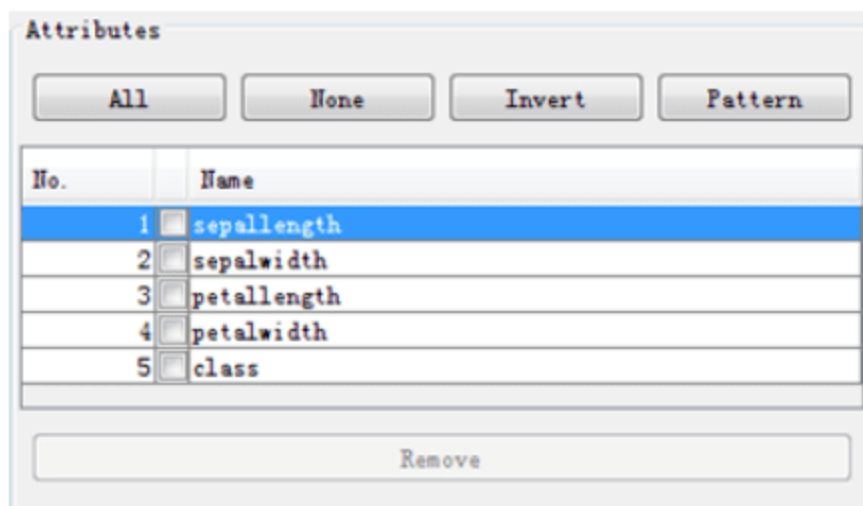 Attributes
All None Invert Pattern
No. Name
1 sepallength
2 sepalwidth
3 petallength
4 petalwidth
5 class
Remove